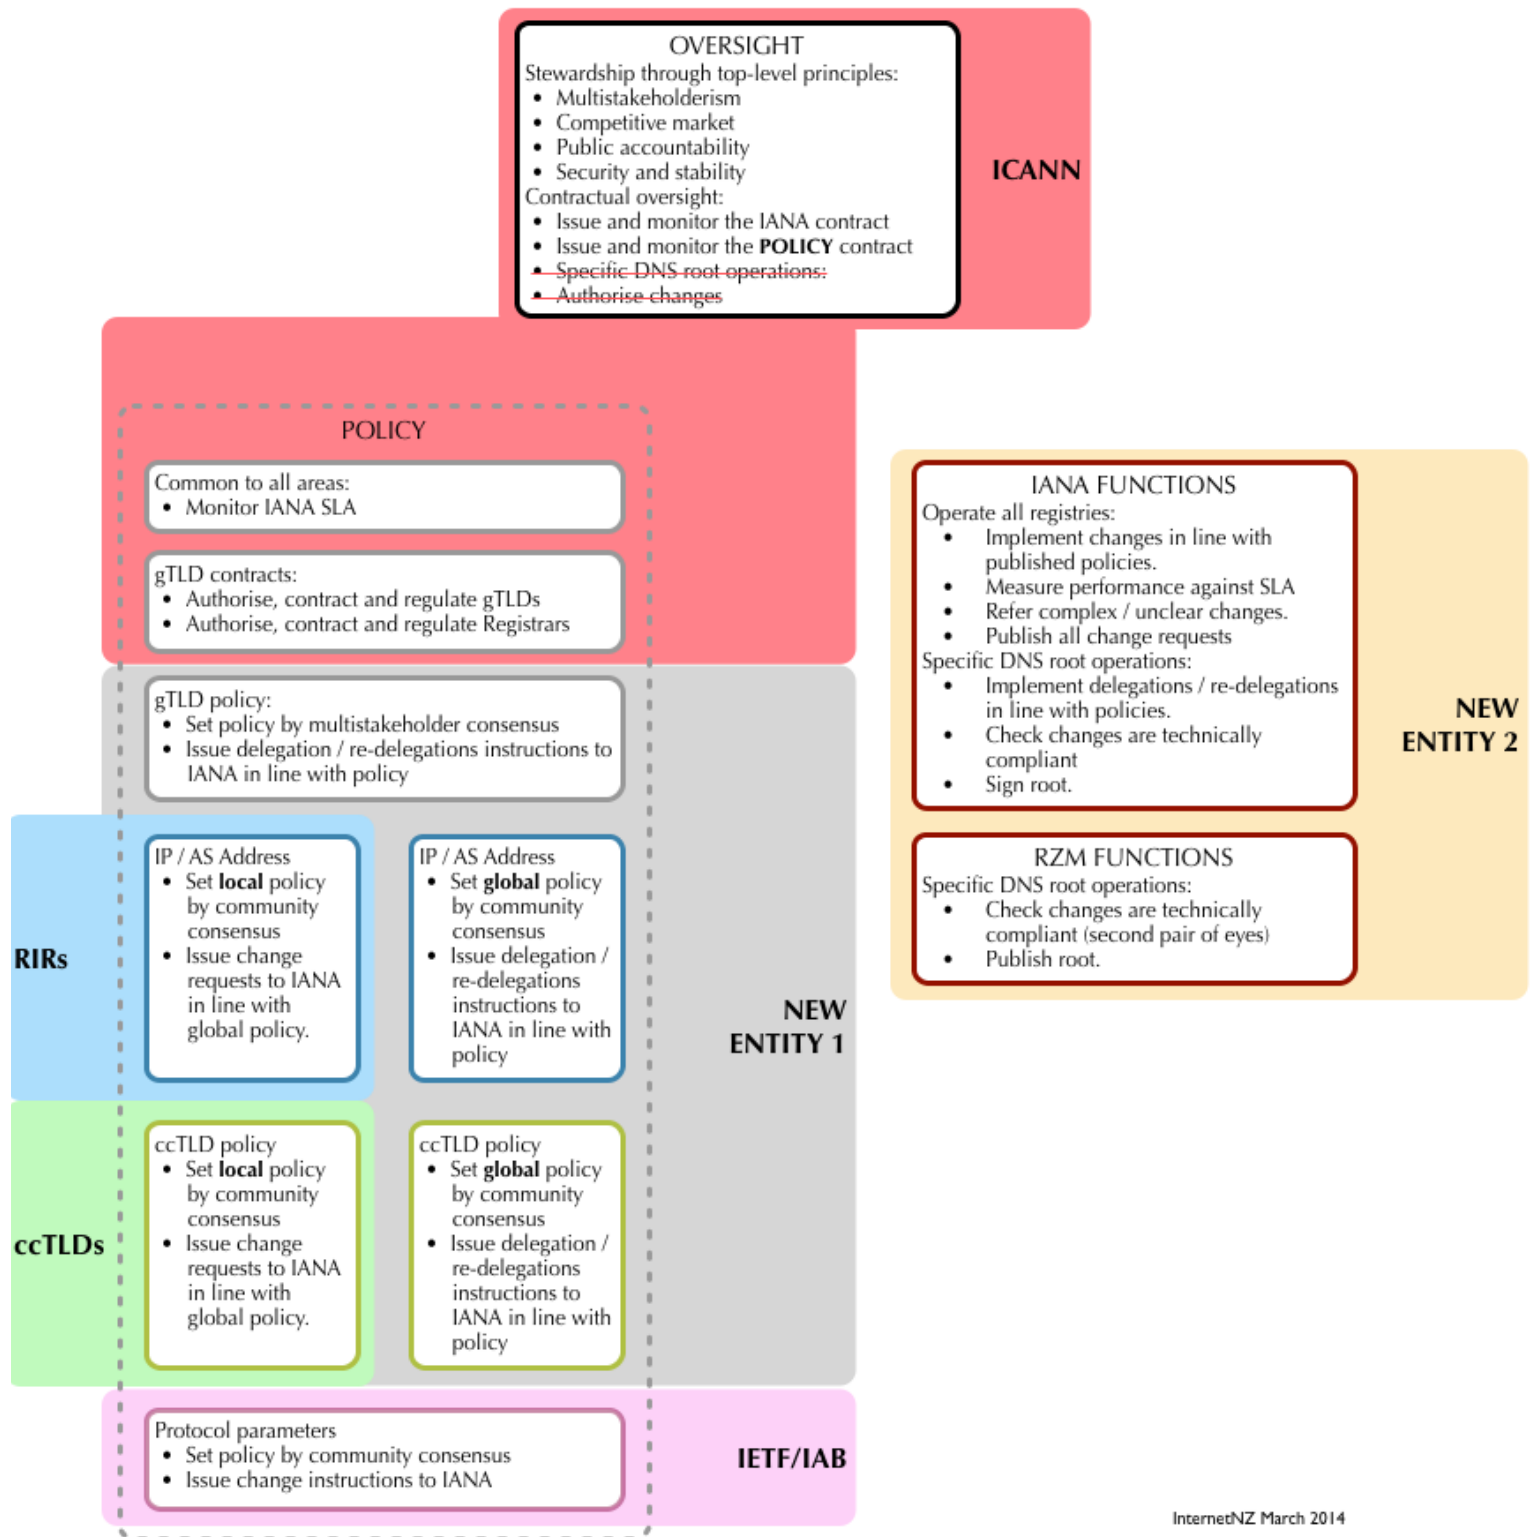 OVERSIGHT
Stewardship through top-level principles:
• Multistakeholderism
• Competitive market
• Public accountability
• Security and stability
Contractual oversight:
• Issue and monitor the IANA contract
• Issue and monitor the POLICY contract
• Specific DNS root operations:
• Authorise changes
ICANN
POLICY
Common to all areas:
• Monitor IANA SLA
gTLD contracts:
• Authorise, contract and regulate gTLDs
• Authorise, contract and regulate Registrars
gTLD policy:
• Set policy by multistakeholder consensus
• Issue delegation / re-delegations instructions to
IANA in line with policy
RIRs
IP / AS Address
• Set local policy
by community
consensus
• Issue change
requests to IANA
in line with
global policy.
IP / AS Address
• Set global policy
by community
consensus
• Issue delegation /
re-delegations
instructions to
IANA in line with
policy
NEW
ENTITY 1
ccTLDs
ccTLD policy
• Set local policy
by community
consensus
• Issue change
requests to IANA
in line with
global policy.
ccTLD policy
• Set global policy
by community
consensus
• Issue delegation /
re-delegations
instructions to
IANA in line with
policy
Protocol parameters
• Set policy by community consensus
• Issue change instructions to IANA
IETF/IAB
IANA FUNCTIONS
Operate all registries:
• Implement changes in line with
published policies.
• Measure performance against SLA
• Refer complex / unclear changes.
• Publish all change requests
Specific DNS root operations:
• Implement delegations / re-delegations
in line with policies.
• Check changes are technically
compliant
• Sign root.
NEW
ENTITY 2
RZM FUNCTIONS
Specific DNS root operations:
• Check changes are technically
compliant (second pair of eyes)
• Publish root.
InternetNZ March 2014